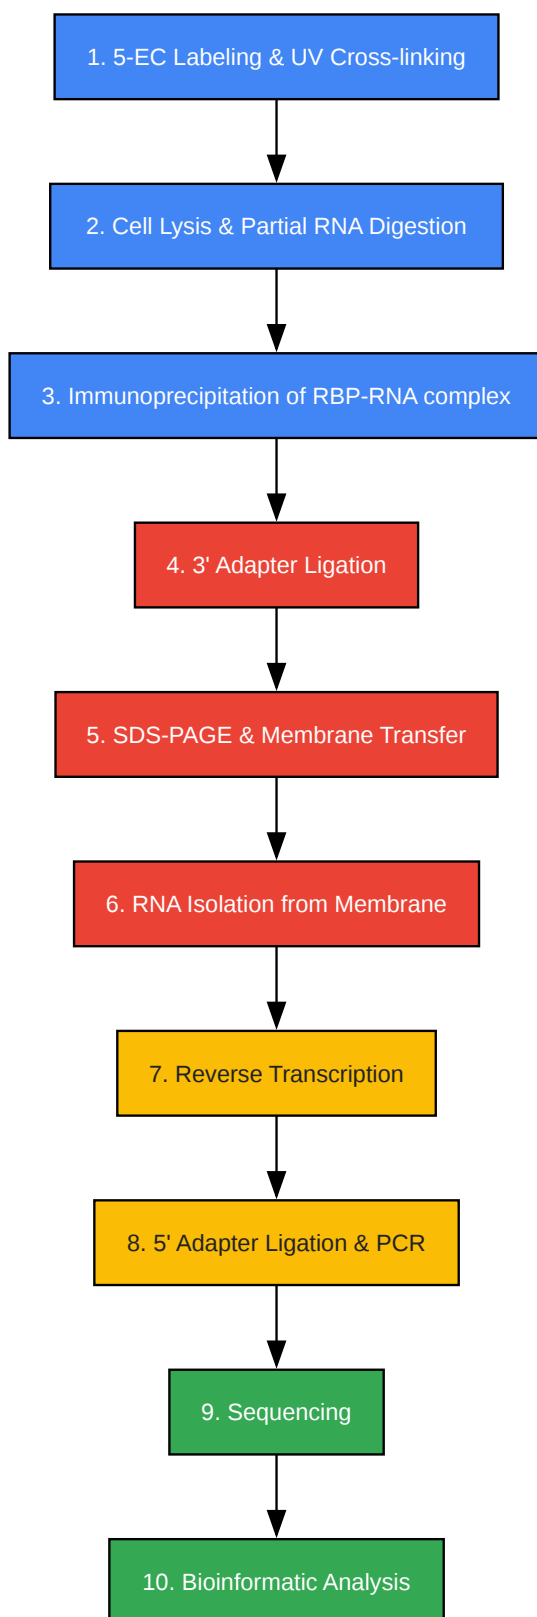 1. 5-EC Labeling & UV Cross-linking
2. Cell Lysis & Partial RNA Digestion
3. Immunoprecipitation of RBP-RNA complex
4. 3' Adapter Ligation
5. SDS-PAGE & Membrane Transfer
6. RNA Isolation from Membrane
7. Reverse Transcription
8. 5' Adapter Ligation & PCR
9. Sequencing
10. Bioinformatic Analysis